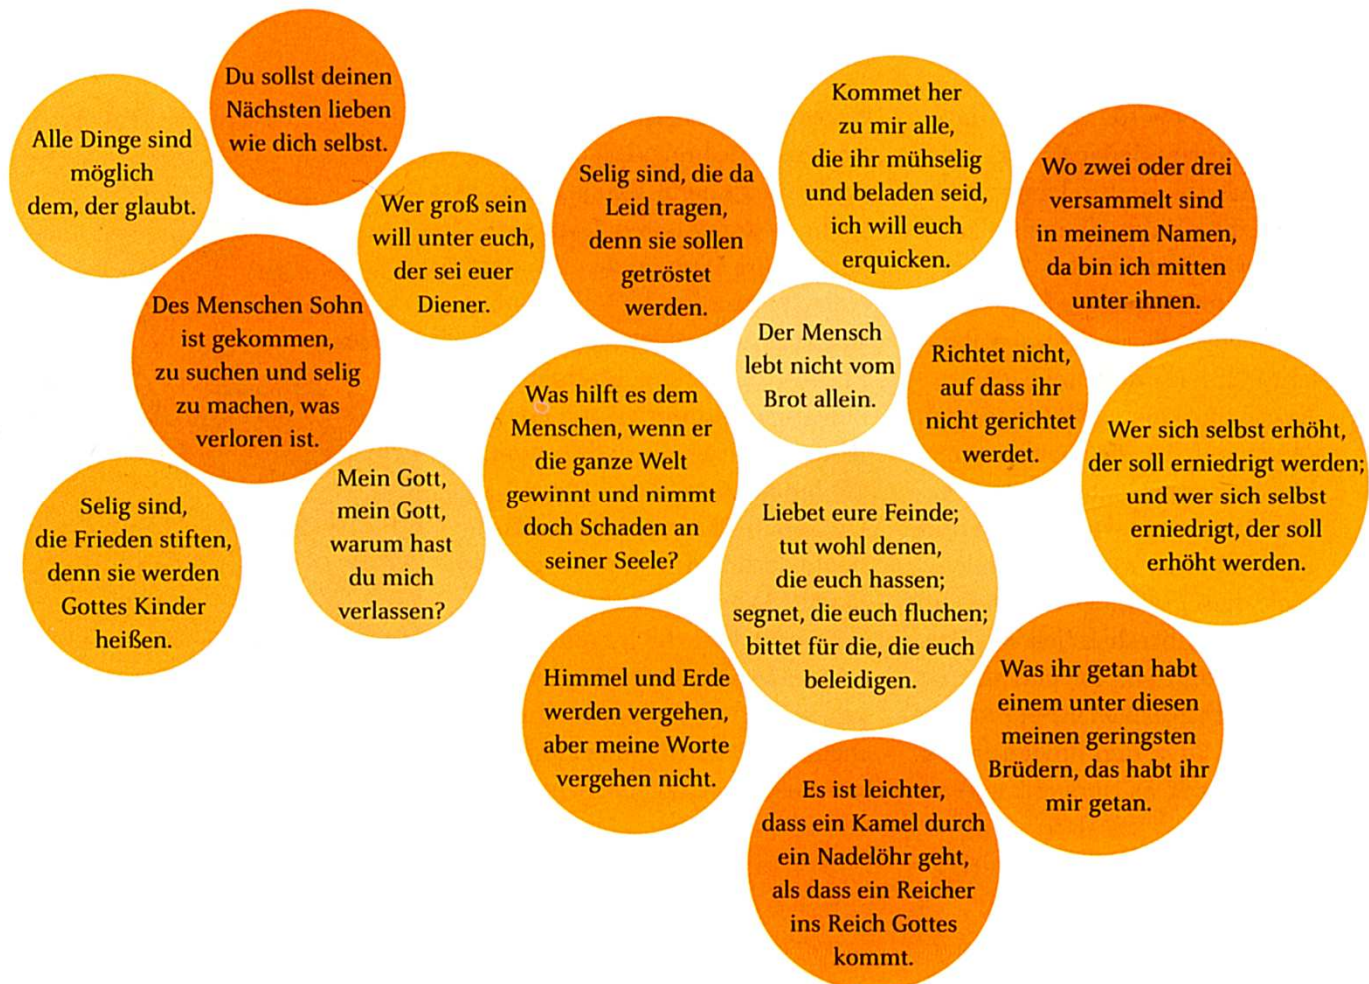 Du sollst deinen
Nächsten lieben
wie dich selbst.
Alle Dinge sind
möglich
dem, der glaubt.
Wer groß sein
will unter euch,
der sei euer
Diener.
Selig sind, die da
Leid tragen,
denn sie sollen
getröstet
werden.
Kommet her
zu mir alle,
die ihr mühselig
und beladen seid,
ich will euch
erquicken.
Wo zwei oder drei
versammelt sind
in meinem Namen,
da bin ich mitten
unter ihnen.
Des Menschen Sohn
ist gekommen,
zu suchen und selig
zu machen, was
verloren ist.
Der Mensch
lebt nicht vom
Brot allein.
Richtet nicht,
auf dass ihr
nicht gerichtet
werdet.
Was hilft es dem
Menschen, wenn er
die ganze Welt
gewinnt und nimmt
doch Schaden an
seiner Seele?
Wer sich selbst erhöht,
der soll erniedrigt werden;
und wer sich selbst
erniedrigt, der soll
erhöht werden.
Selig sind,
die Frieden stiften,
denn sie werden
Gottes Kinder
heißen.
Mein Gott,
mein Gott,
warum hast
du mich
verlassen?
Liebet eure Feinde;
tut wohl denen,
die euch hassen;
segnet, die euch fluchen;
bittet für die, die euch
beleidigen.
Himmel und Erde
werden vergehen,
aber meine Worte
vergehen nicht.
Was ihr getan habt
einem unter diesen
meinen geringsten
Brüdern, das habt ihr
mir getan.
Es ist leichter,
dass ein Kamel durch
ein Nadelöhr geht,
als dass ein Reicher
ins Reich Gottes
kommt.